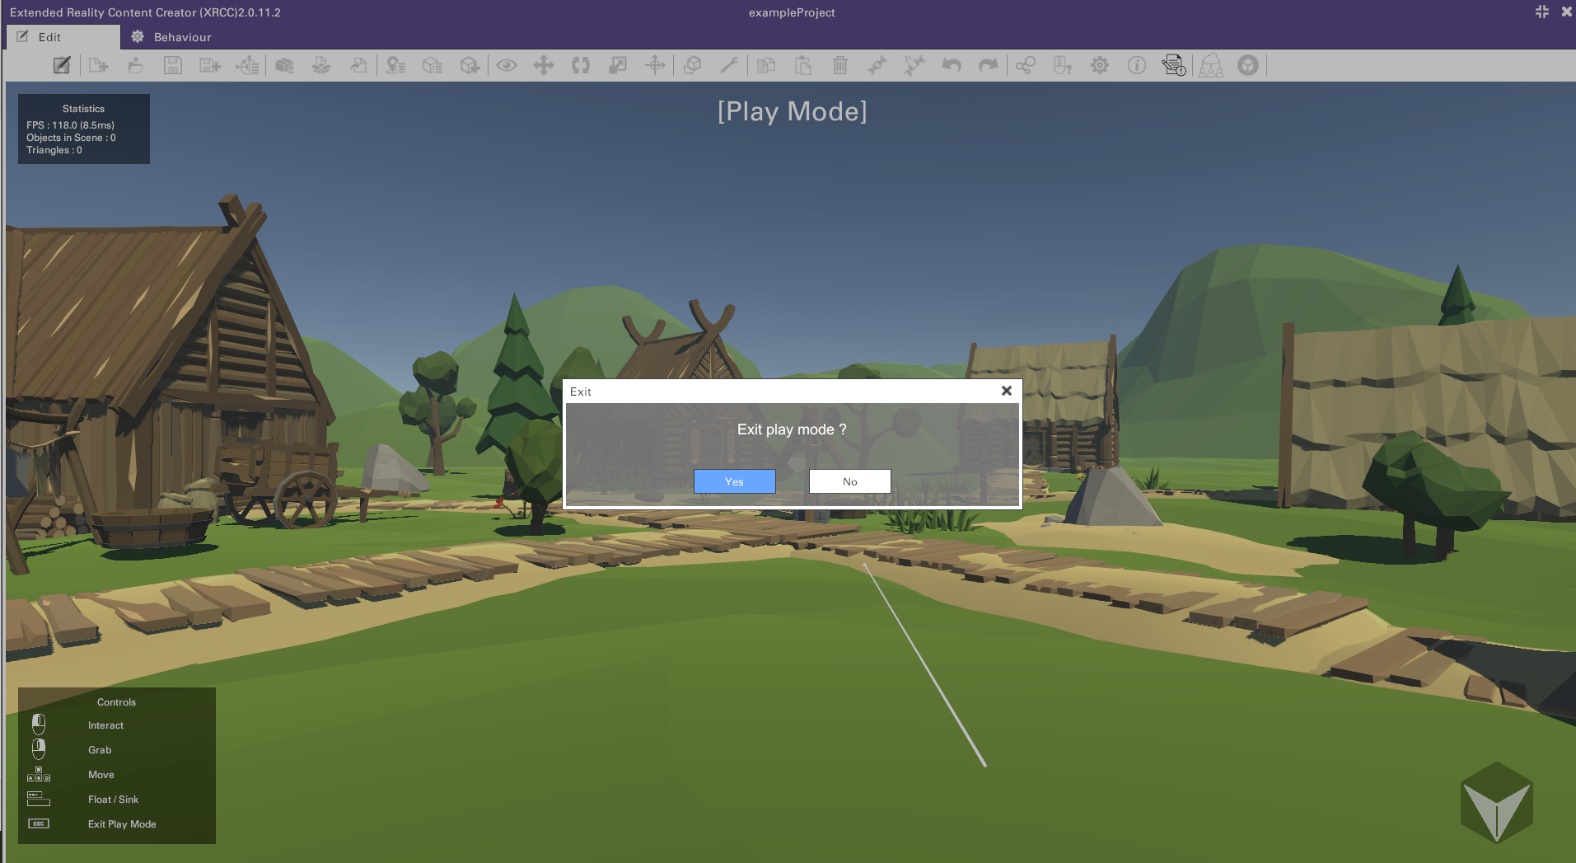 Extended Reality Content Creator (XRCC)2.0.11.2
exampleProject
Edit
Behaviour
[Play Mode]
Statistics
FPS : 118.0 (8.5ms)
Objects in Scene : 0
Triangles : 0
Exit
Exit play mode ?
Yes
No
Controls
Interact
Grab
Move
Float / Sink
ESC
Exit Play Mode